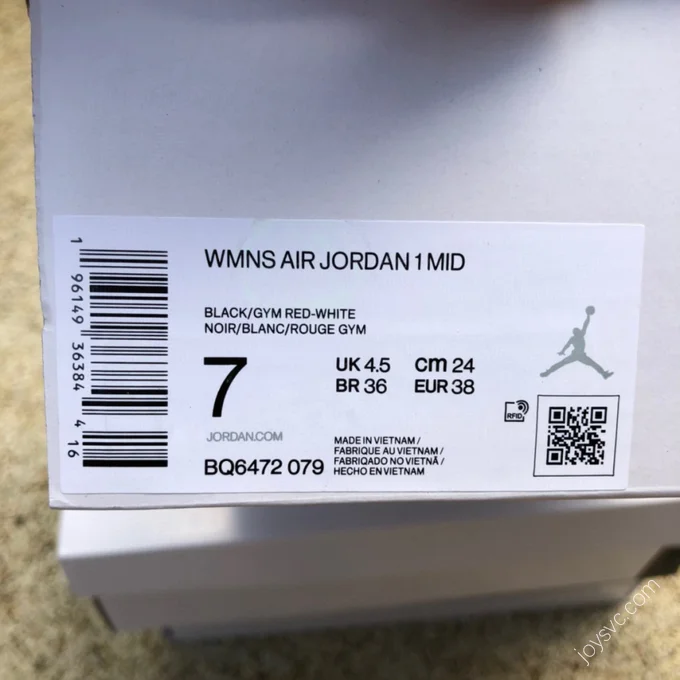 WMNS AIR JORDAN 1 MID
BLACK/GYM RED-WHITE
NOIR/BLANC/ROUGE GYM
7
UK 4.5 cm 24
BR 36 EUR 38
RFID
JORDAN.COM
BQ6472 079
MADE IN VIETNAM /
FABRIQUE AU VIETNAM /
FABRIQADO NO VIETNÃ /
HECHO EN VIETNAM
1 96149 36384 4 16
joysvc.com